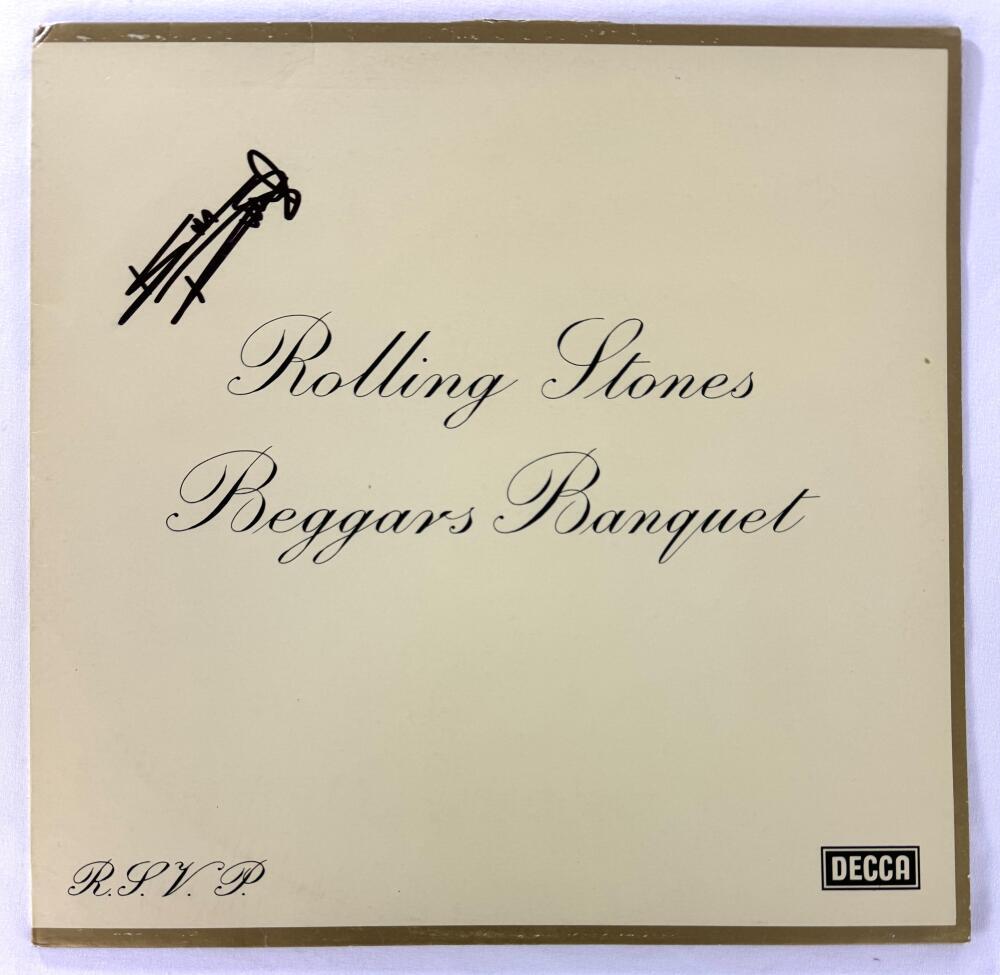 Rolling Stones
Beggars Banquet
R.S.V.P.
DECCA